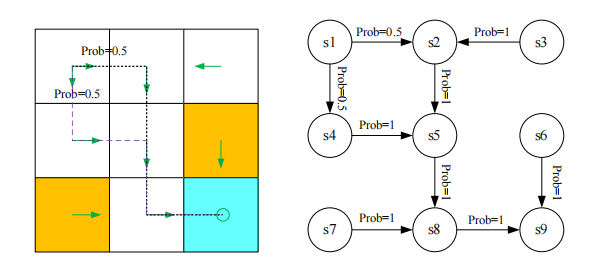 Prob=0.5
Prob=0.5
s1
Prob=0.5
s2
Prob=1
s3
Prob=0.5
Prob=1
s4
Prob=1
s5
s6
Prob=1
Prob=1
s7
Prob=1
s8
Prob=1
s9